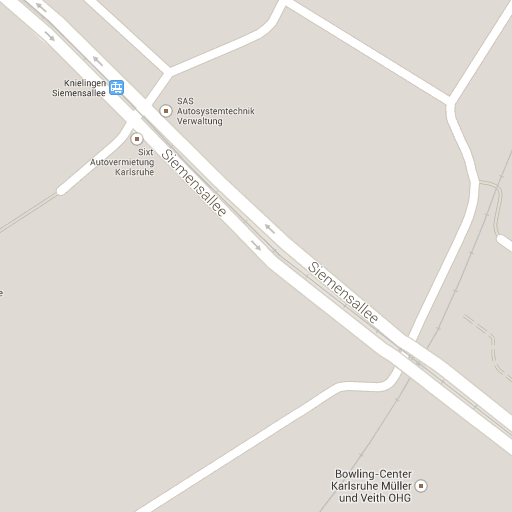 Knielingen
Siemensallee
SAS
Autosystemtechnik
Verwaltung
Sixt
Autovermietung
Karlsruhe
Siemensallee
Siemensallee
Bowling-Center
Karlsruhe Müller
und Veith OHG
e